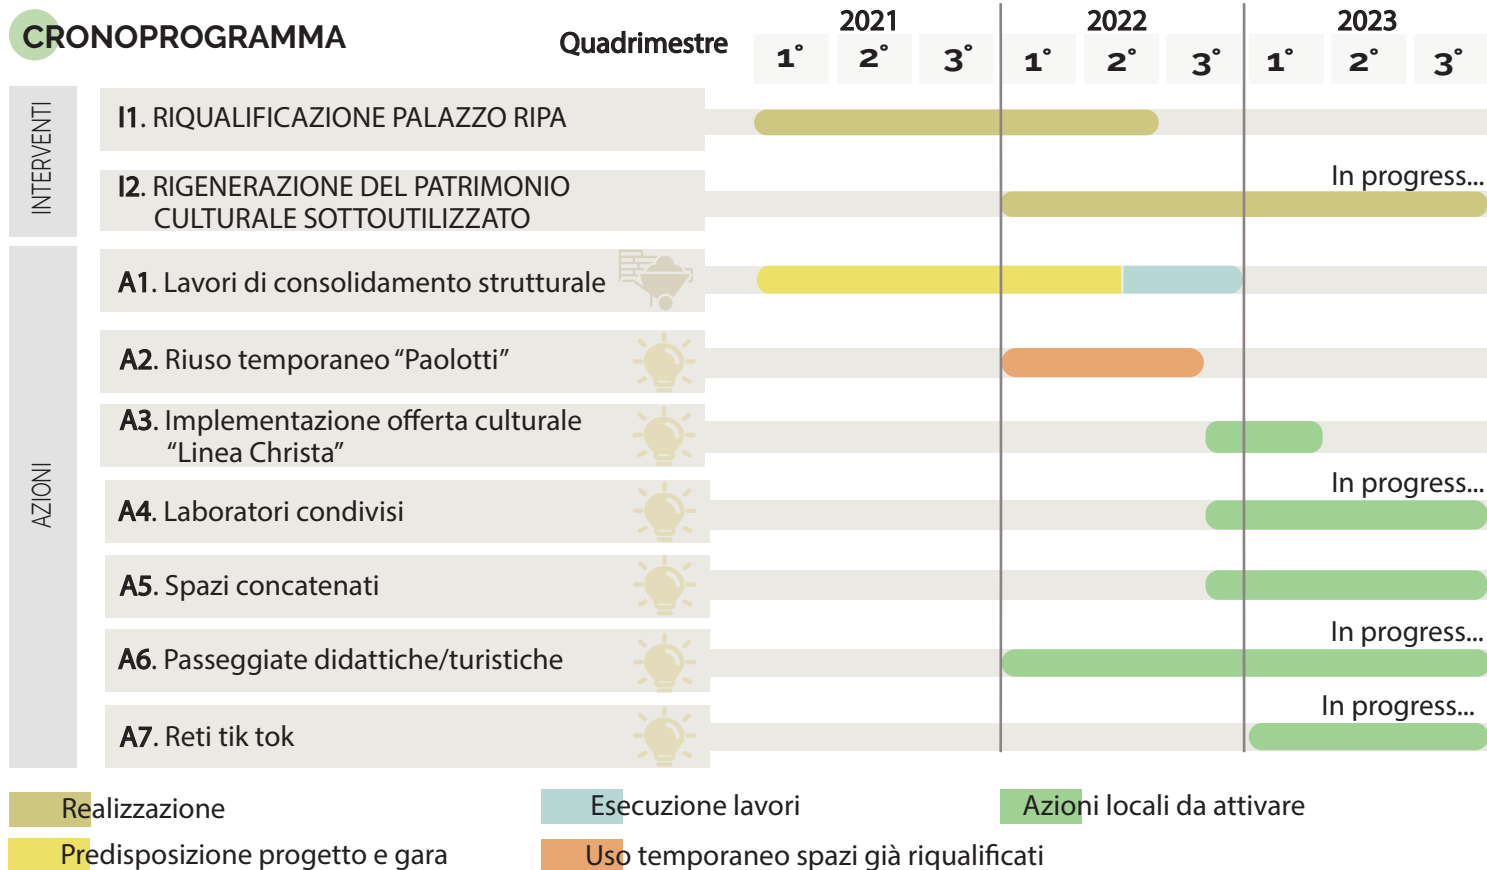 CRONOPROGRAMMA
Quadrimestre
2021 2022 2023
1° 2° 3° 1° 2° 3° 1° 2° 3°
INTERVENTI
I1. RIQUALIFICAZIONE PALAZZO RIPA
I2. RIGENERAZIONE DEL PATRIMONIO
CULTURALE SOTTOUTILIZZATO
In progress...
AZIONI
A1. Lavori di consolidamento strutturale
A2. Riuso temporaneo “Paolotti”
A3. Implementazione offerta culturale
“Linea Christa”
A4. Laboratori condivisi
In progress...
A5. Spazi concatenati
A6. Passeggiate didattiche/turistiche
In progress...
A7. Reti tik tok
In progress...
Realizzazione
Esecuzione lavori
Azioni locali da attivare
Predisposizione progetto e gara
Uso temporaneo spazi già riqualificati